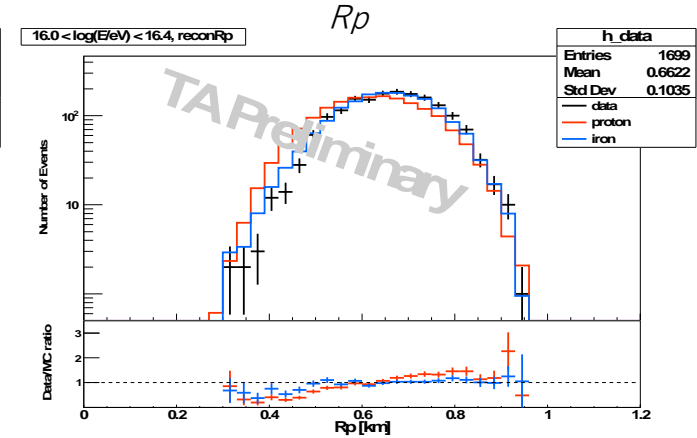 Rp
16.0 < log(E/eV) < 16.4, reconRp
h_data
Entries 1699
Mean 0.6622
Std Dev 0.1035
data
proton
iron
TA Preliminary
Number of Events
10²
10
Data/MC ratio
3
2
1
0 0.2 0.4 0.6 0.8 1 1.2
Rp [km]